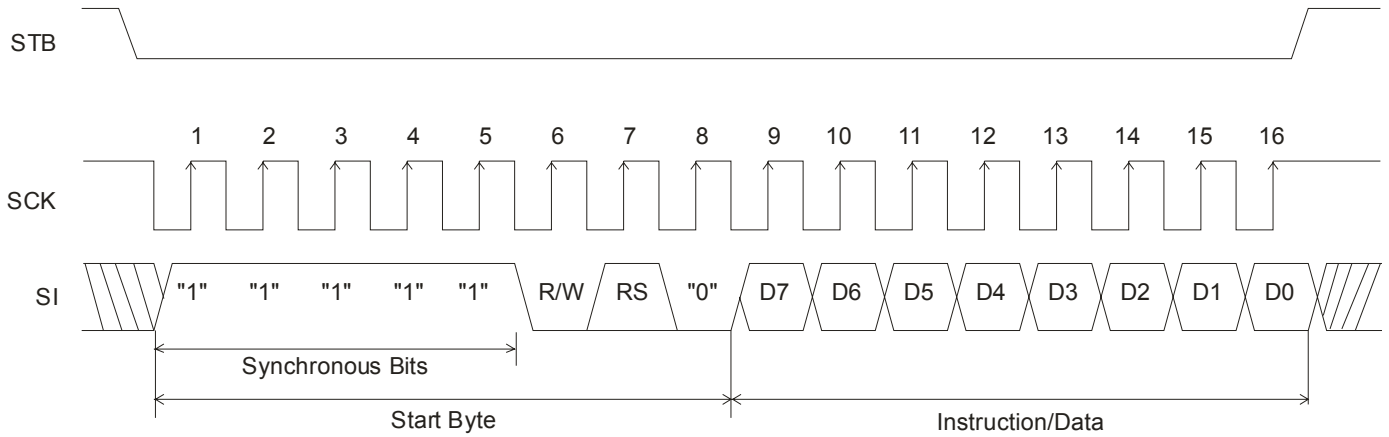 STB
1 2 3 4 5 6 7 8 9 10 11 12 13 14 15 16
SCK
SI "1" "1" "1" "1" "1" R/W RS "0" D7 D6 D5 D4 D3 D2 D1 D0
Synchronous Bits
Start Byte Instruction/Data